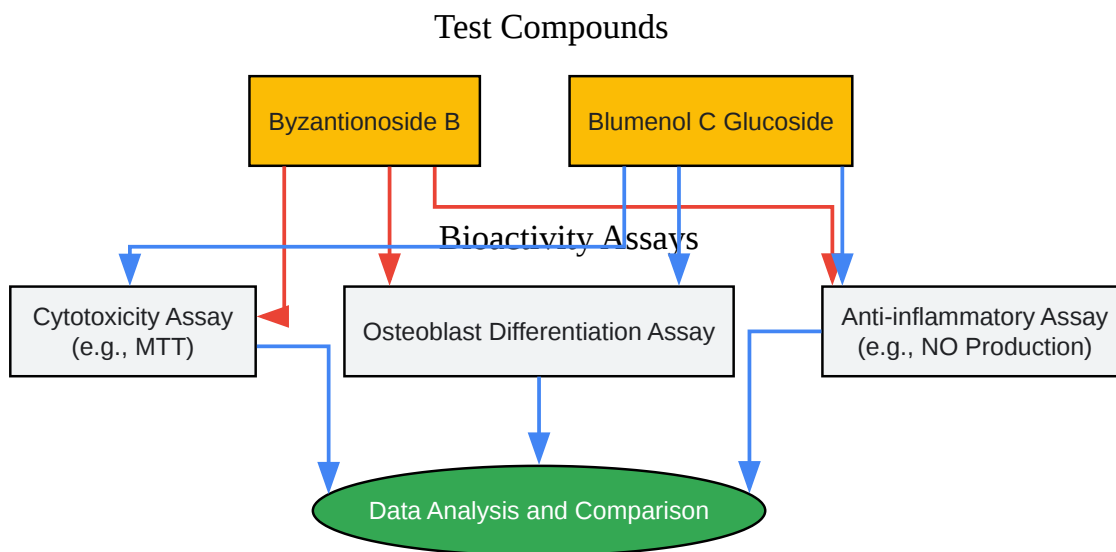 Test Compounds
Byzantionoside B
Blumenol C Glucoside
Bioactivity Assays
Cytotoxicity Assay
(e.g., MTT)
Osteoblast Differentiation Assay
Anti-inflammatory Assay
(e.g., NO Production)
Data Analysis and Comparison